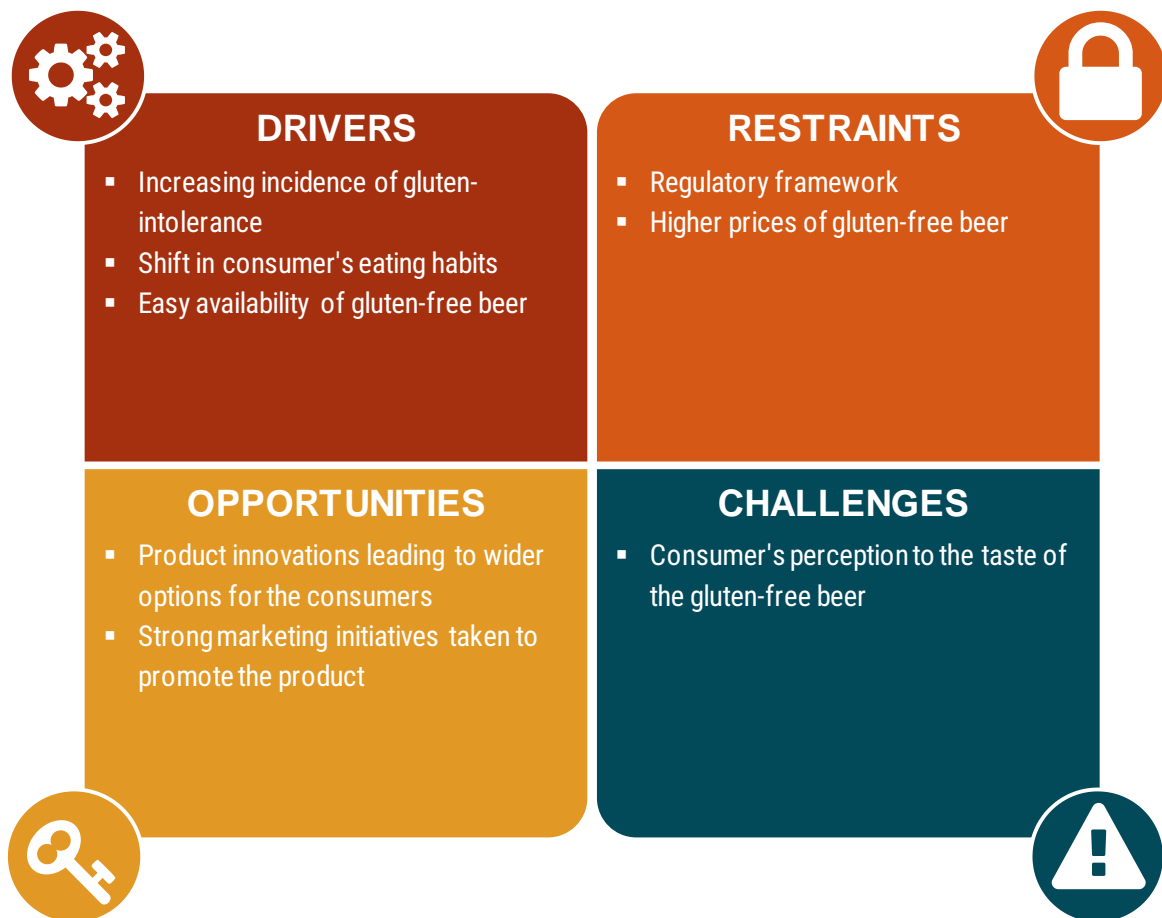 DRIVERS
▪ Increasing incidence of gluten-
intolerance
▪ Shift in consumer's eating habits
▪ Easy availability of gluten-free beer
RESTRAINTS
▪ Regulatory framework
▪ Higher prices of gluten-free beer
OPPORTUNITIES
▪ Product innovations leading to wider
options for the consumers
▪ Strong marketing initiatives taken to
promote the product
CHALLENGES
▪ Consumer's perception to the taste of
the gluten-free beer